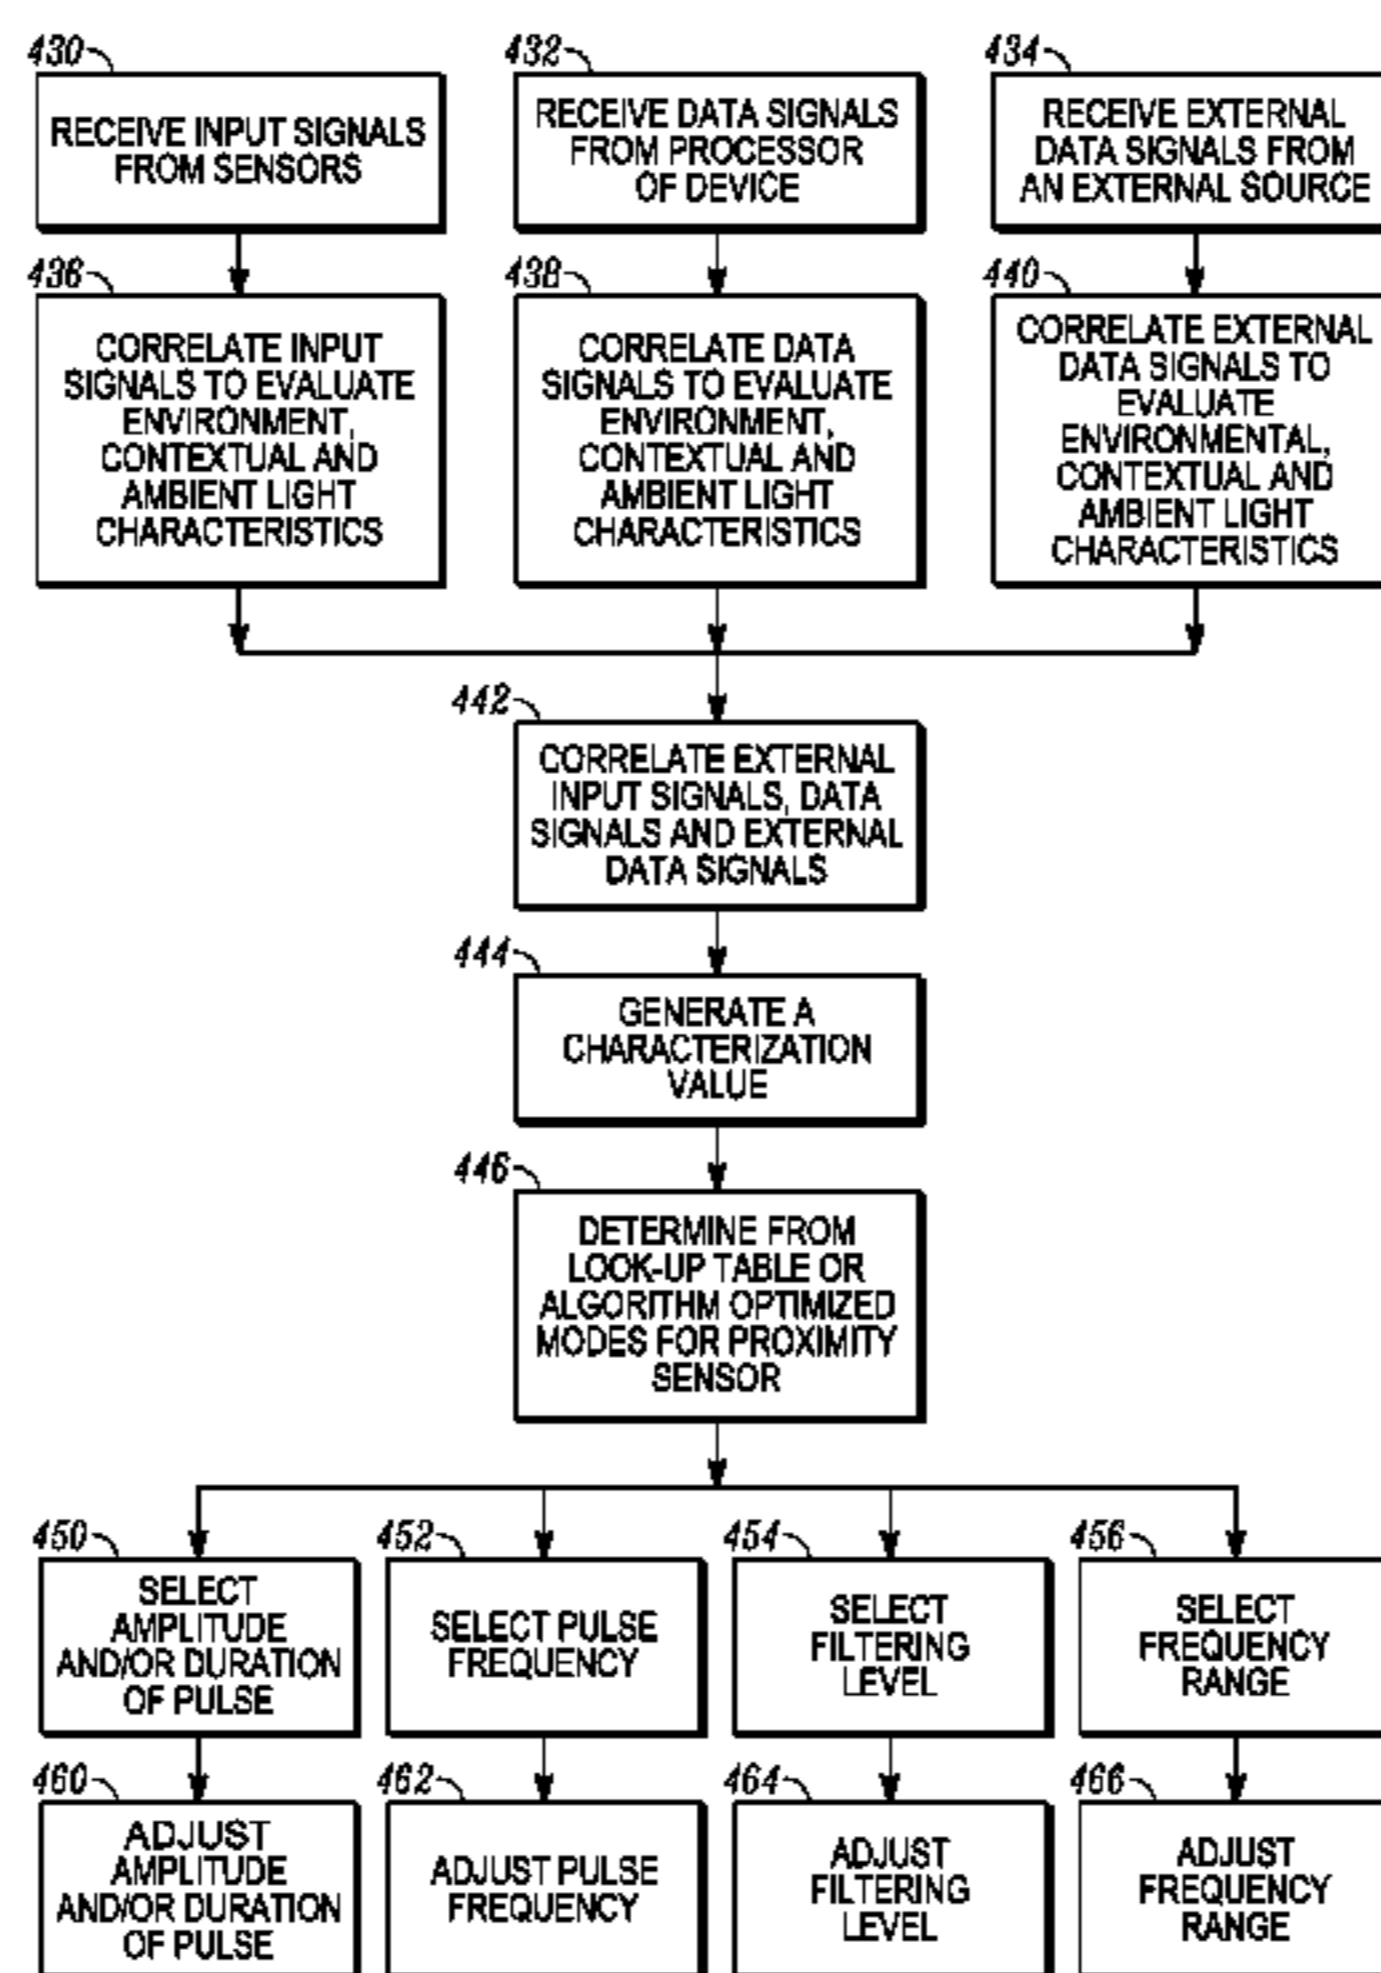 430
RECEIVE INPUT SIGNALS
FROM SENSORS
432
RECEIVE DATA SIGNALS
FROM PROCESSOR
OF DEVICE
434
RECEIVE EXTERNAL
DATA SIGNALS FROM
AN EXTERNAL SOURCE
436
CORRELATE INPUT
SIGNALS TO EVALUATE
ENVIRONMENT,
CONTEXTUAL AND
AMBIENT LIGHT
CHARACTERISTICS
438
CORRELATE DATA
SIGNALS TO EVALUATE
ENVIRONMENT,
CONTEXTUAL AND
AMBIENT LIGHT
CHARACTERISTICS
440
CORRELATE EXTERNAL
DATA SIGNALS TO
EVALUATE
ENVIRONMENTAL,
CONTEXTUAL AND
AMBIENT LIGHT
CHARACTERISTICS
442
CORRELATE EXTERNAL
INPUT SIGNALS, DATA
SIGNALS AND EXTERNAL
DATA SIGNALS
444
GENERATE A
CHARACTERIZATION
VALUE
446
DETERMINE FROM
LOOK-UP TABLE OR
ALGORITHM OPTIMIZED
MODES FOR PROXIMITY
SENSOR
450
SELECT
AMPLITUDE
AND/OR DURATION
OF PULSE
452
SELECT PULSE
FREQUENCY
454
SELECT
FILTERING
LEVEL
456
SELECT
FREQUENCY
RANGE
460
ADJUST
AMPLITUDE
AND/OR DURATION
OF PULSE
462
ADJUST PULSE
FREQUENCY
464
ADJUST
FILTERING
LEVEL
466
ADJUST
FREQUENCY
RANGE